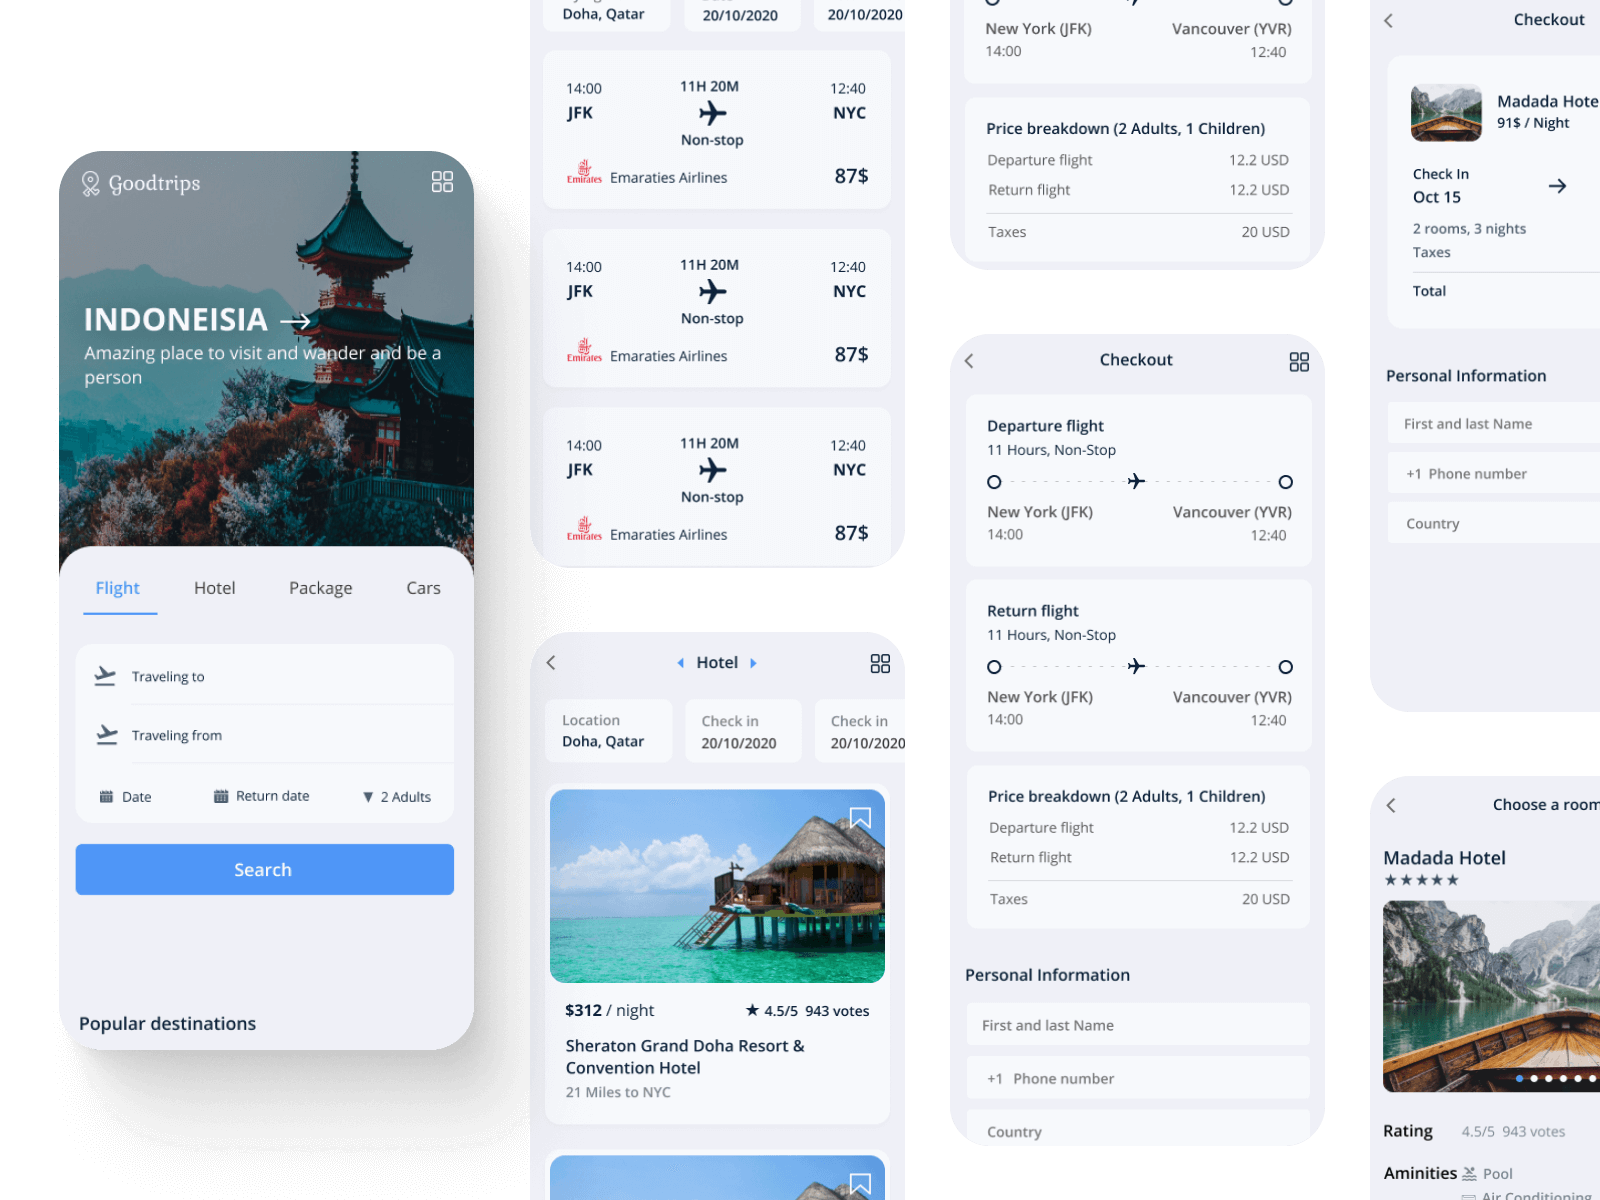 Goodtrips
INDONEISIA
Amazing place to visit and wander and be a
person
Flight Hotel Package Cars
Traveling to
Traveling from
Date Return date 2 Adults
Search
Popular destinations
Doha, Qatar 20/10/2020 20/10/2020
14:00 11H 20M 12:40
JFK NYC
Non-stop
Emirates Emaraties Airlines 87$
14:00 11H 20M 12:40
JFK NYC
Non-stop
Emirates Emaraties Airlines 87$
14:00 11H 20M 12:40
JFK NYC
Non-stop
Emirates Emaraties Airlines 87$
Hotel
Location Check in Check in
Doha, Qatar 20/10/2020 20/10/2020
$312 / night 4.5/5 943 votes
Sheraton Grand Doha Resort &
Convention Hotel
21 Miles to NYC
New York (JFK) Vancouver (YVR)
14:00 12:40
Price breakdown (2 Adults, 1 Children)
Departure flight 12.2 USD
Return flight 12.2 USD
Taxes 20 USD
Checkout
Departure flight
11 Hours, Non-Stop
New York (JFK) Vancouver (YVR)
14:00 12:40
Return flight
11 Hours, Non-Stop
New York (JFK) Vancouver (YVR)
14:00 12:40
Price breakdown (2 Adults, 1 Children)
Departure flight 12.2 USD
Return flight 12.2 USD
Taxes 20 USD
Personal Information
First and last Name
+1 Phone number
Country
Checkout
Madada Hote
91$ / Night
Check In
Oct 15
2 rooms, 3 nights
Taxes
Total
Personal Information
First and last Name
+1 Phone number
Country
Choose a room
Madada Hotel
Rating 4.5/5 943 votes
Aminities Pool
Air Conditioning